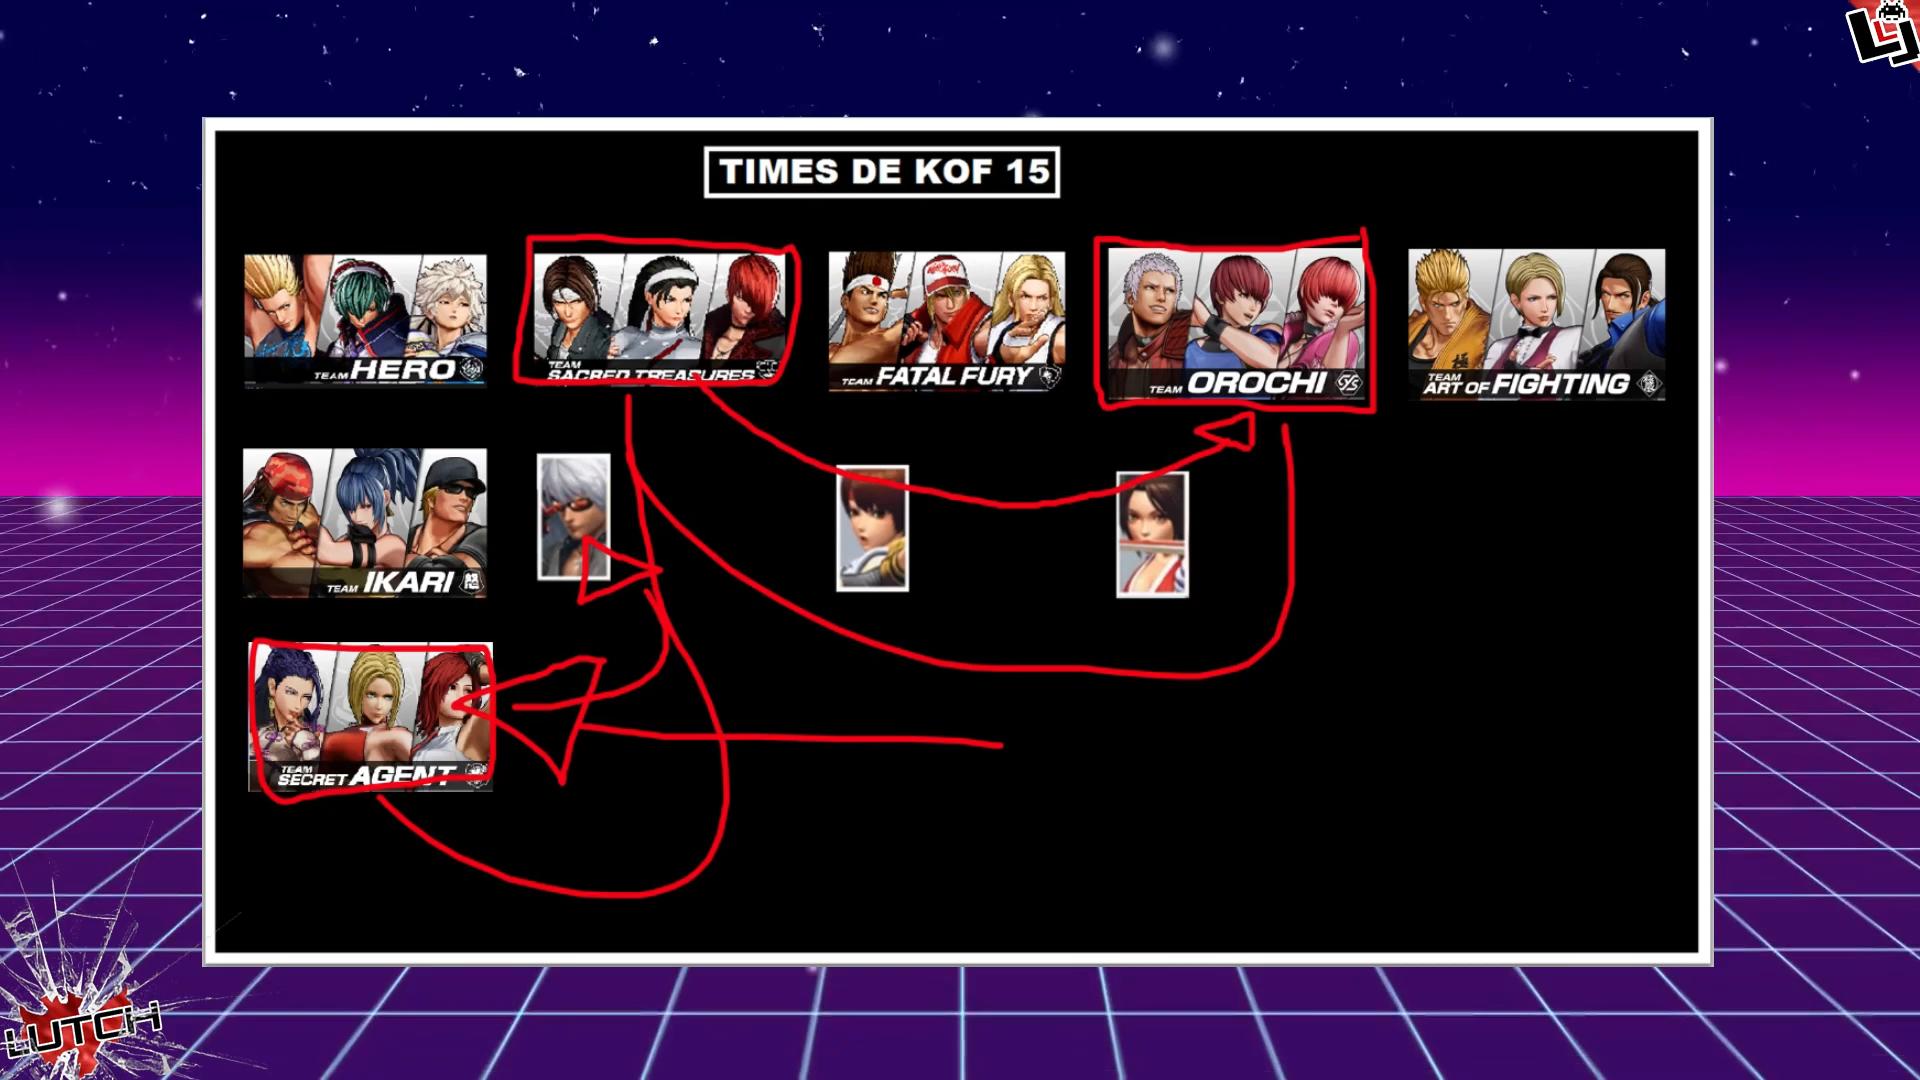 TIMES DE KOF 15
TEAM HERO
TEAM SACRED TREASURES
TEAM FATAL FURY
TEAM OROCHI
TEAM ART OF FIGHTING
TEAM IKARI
TEAM SECRET AGENT
LUTCH